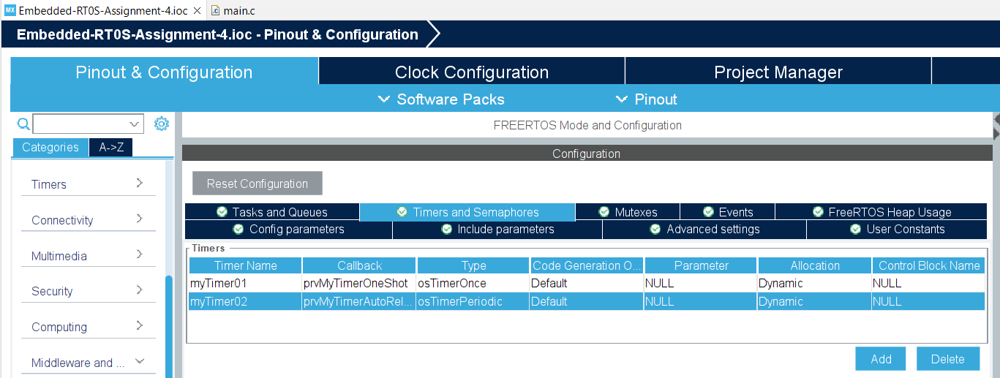 MX Embedded-RT0S-Assignment-4.ioc × main.c
Embedded-RT0S-Assignment-4.ioc - Pinout & Configuration
Pinout & Configuration Clock Configuration Project Manager
Software Packs Pinout
FREERTOS Mode and Configuration
Categories A->Z
Configuration
Timers
Connectivity
Multimedia
Security
Computing
Middleware and ...
Reset Configuration
Tasks and Queues Timers and Semaphores Mutexes Events FreeRTOS Heap Usage
Config parameters Include parameters Advanced settings User Constants
Timers
Timer Name Callback Type Code Generation O... Parameter Allocation Control Block Name
myTimer01 prvMyTimerOneShot osTimerOnce Default NULL Dynamic NULL
myTimer02 prvMyTimerAutoRel... osTimerPeriodic Default NULL Dynamic NULL
Add Delete